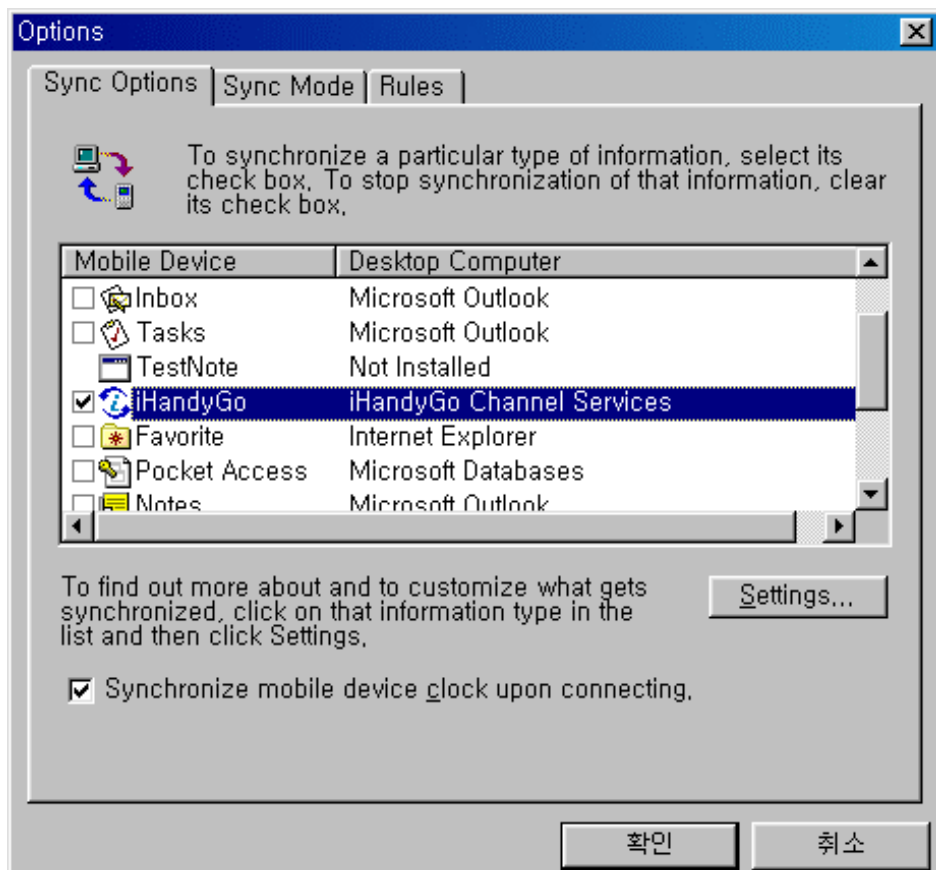 Options
Sync Options Sync Mode Rules
To synchronize a particular type of information, select its
check box. To stop synchronization of that information, clear
its check box.
Mobile Device Desktop Computer
Inbox Microsoft Outlook
Tasks Microsoft Outlook
TestNote Not Installed
iHandyGo iHandyGo Channel Services
Favorite Internet Explorer
Pocket Access Microsoft Databases
Notes Microsoft Outlook
To find out more about and to customize what gets
synchronized, click on that information type in the
list and then click Settings.
Settings...
Synchronize mobile device clock upon connecting.
확인 취소